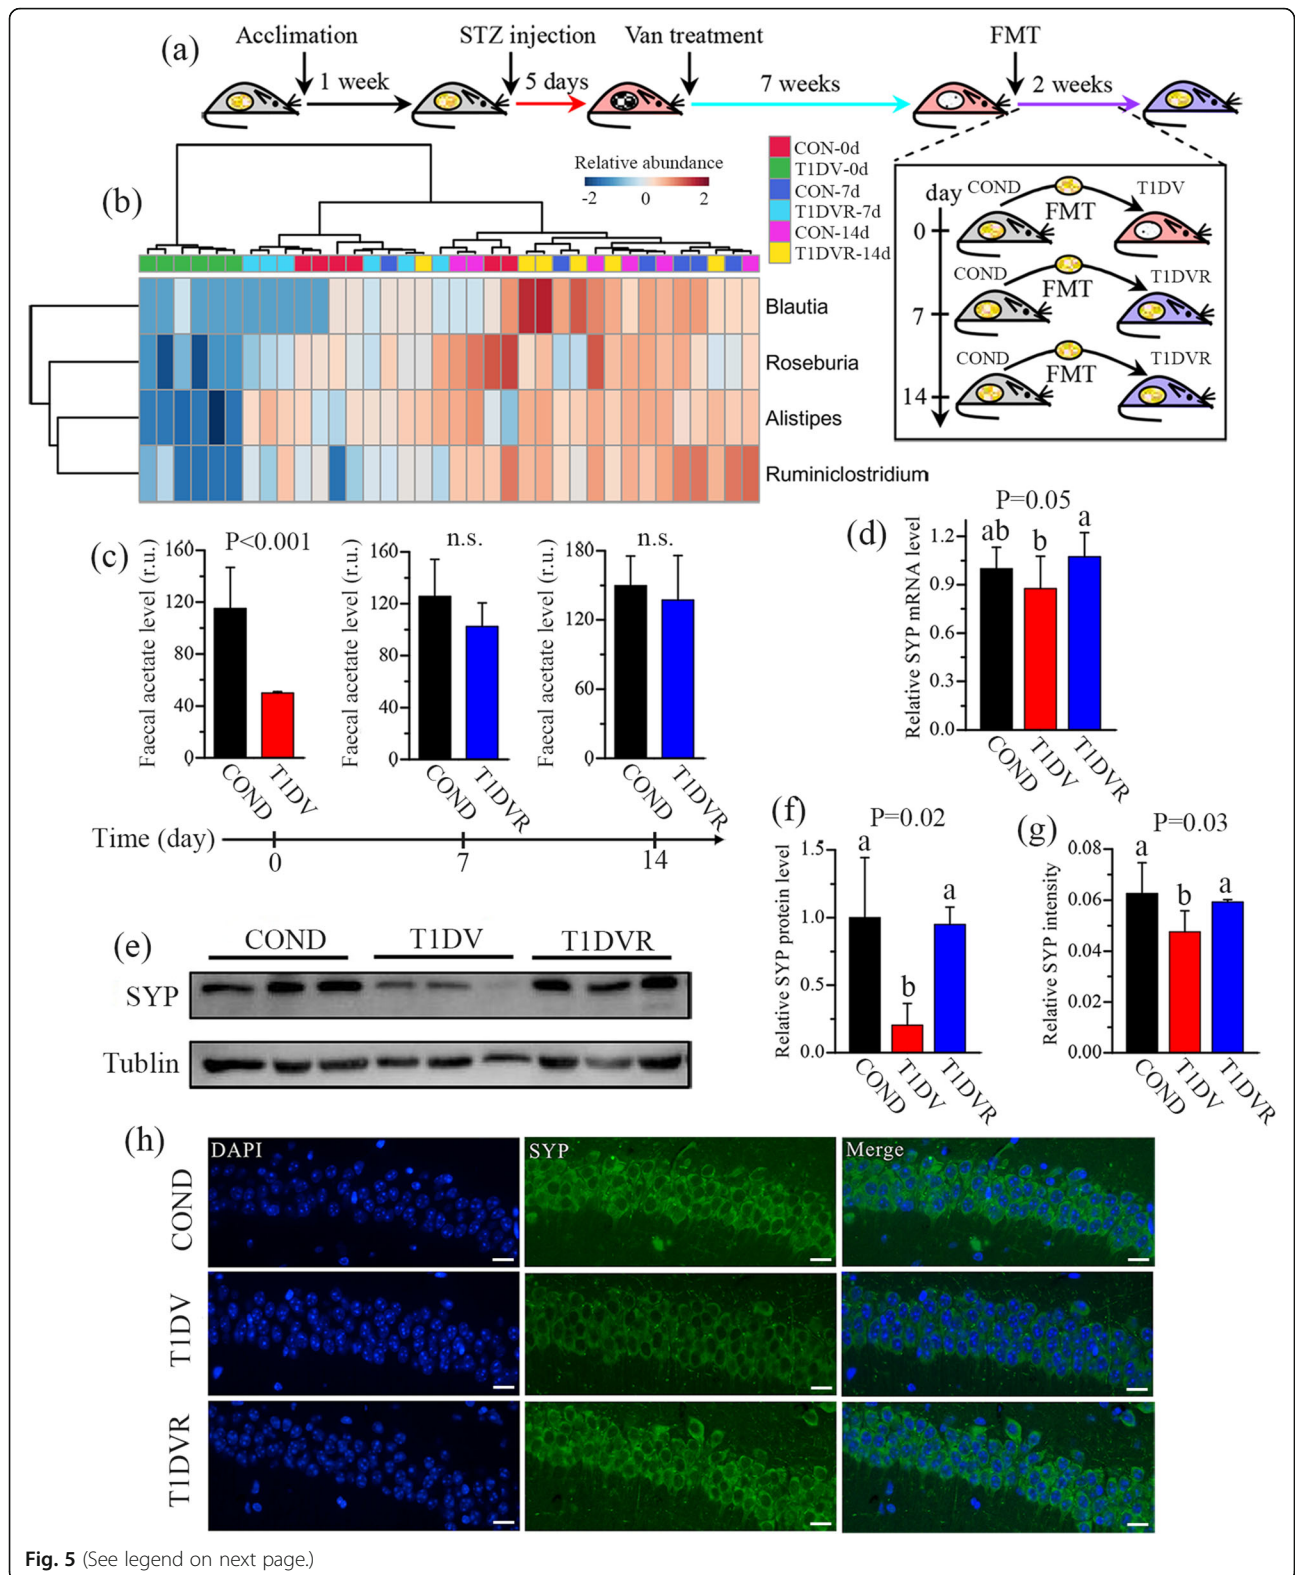 (a)
Acclimation
STZ injection
Van treatment
FMT
1 week
5 days
7 weeks
2 weeks
(b)
Relative abundance
-2 0 2
CON-0d
T1DV-0d
CON-7d
T1DVR-7d
CON-14d
T1DVR-14d
Blautia
Roseburia
Alistipes
Ruminiclostridium
day
0
7
14
COND
FMT
T1DV
COND
FMT
T1DVR
COND
FMT
T1DVR
(c)
Faecal acetate level (r.u.)
160
120
80
40
0
P<0.001
COND
T1DV
Faecal acetate level (r.u.)
160
120
80
40
0
n.s.
COND
T1DVR
Faecal acetate level (r.u.)
180
120
60
0
n.s.
COND
T1DVR
Time (day)
0 7 14
(d)
P=0.05
Relative SYP mRNA level
1.2
0.9
0.6
0.3
0.0
ab b a
COND
T1DV
T1DVR
(e)
COND T1DV T1DVR
SYP
Tublin
(f)
P=0.02
Relative SYP protein level
1.5
1.0
0.5
0.0
a b a
COND
T1DV
T1DVR
(g)
P=0.03
Relative SYP intensity
0.08
0.06
0.04
0.02
0.00
a b a
COND
T1DV
T1DVR
(h)
DAPI SYP Merge
COND
T1DV
T1DVR
Fig. 5 (See legend on next page.)